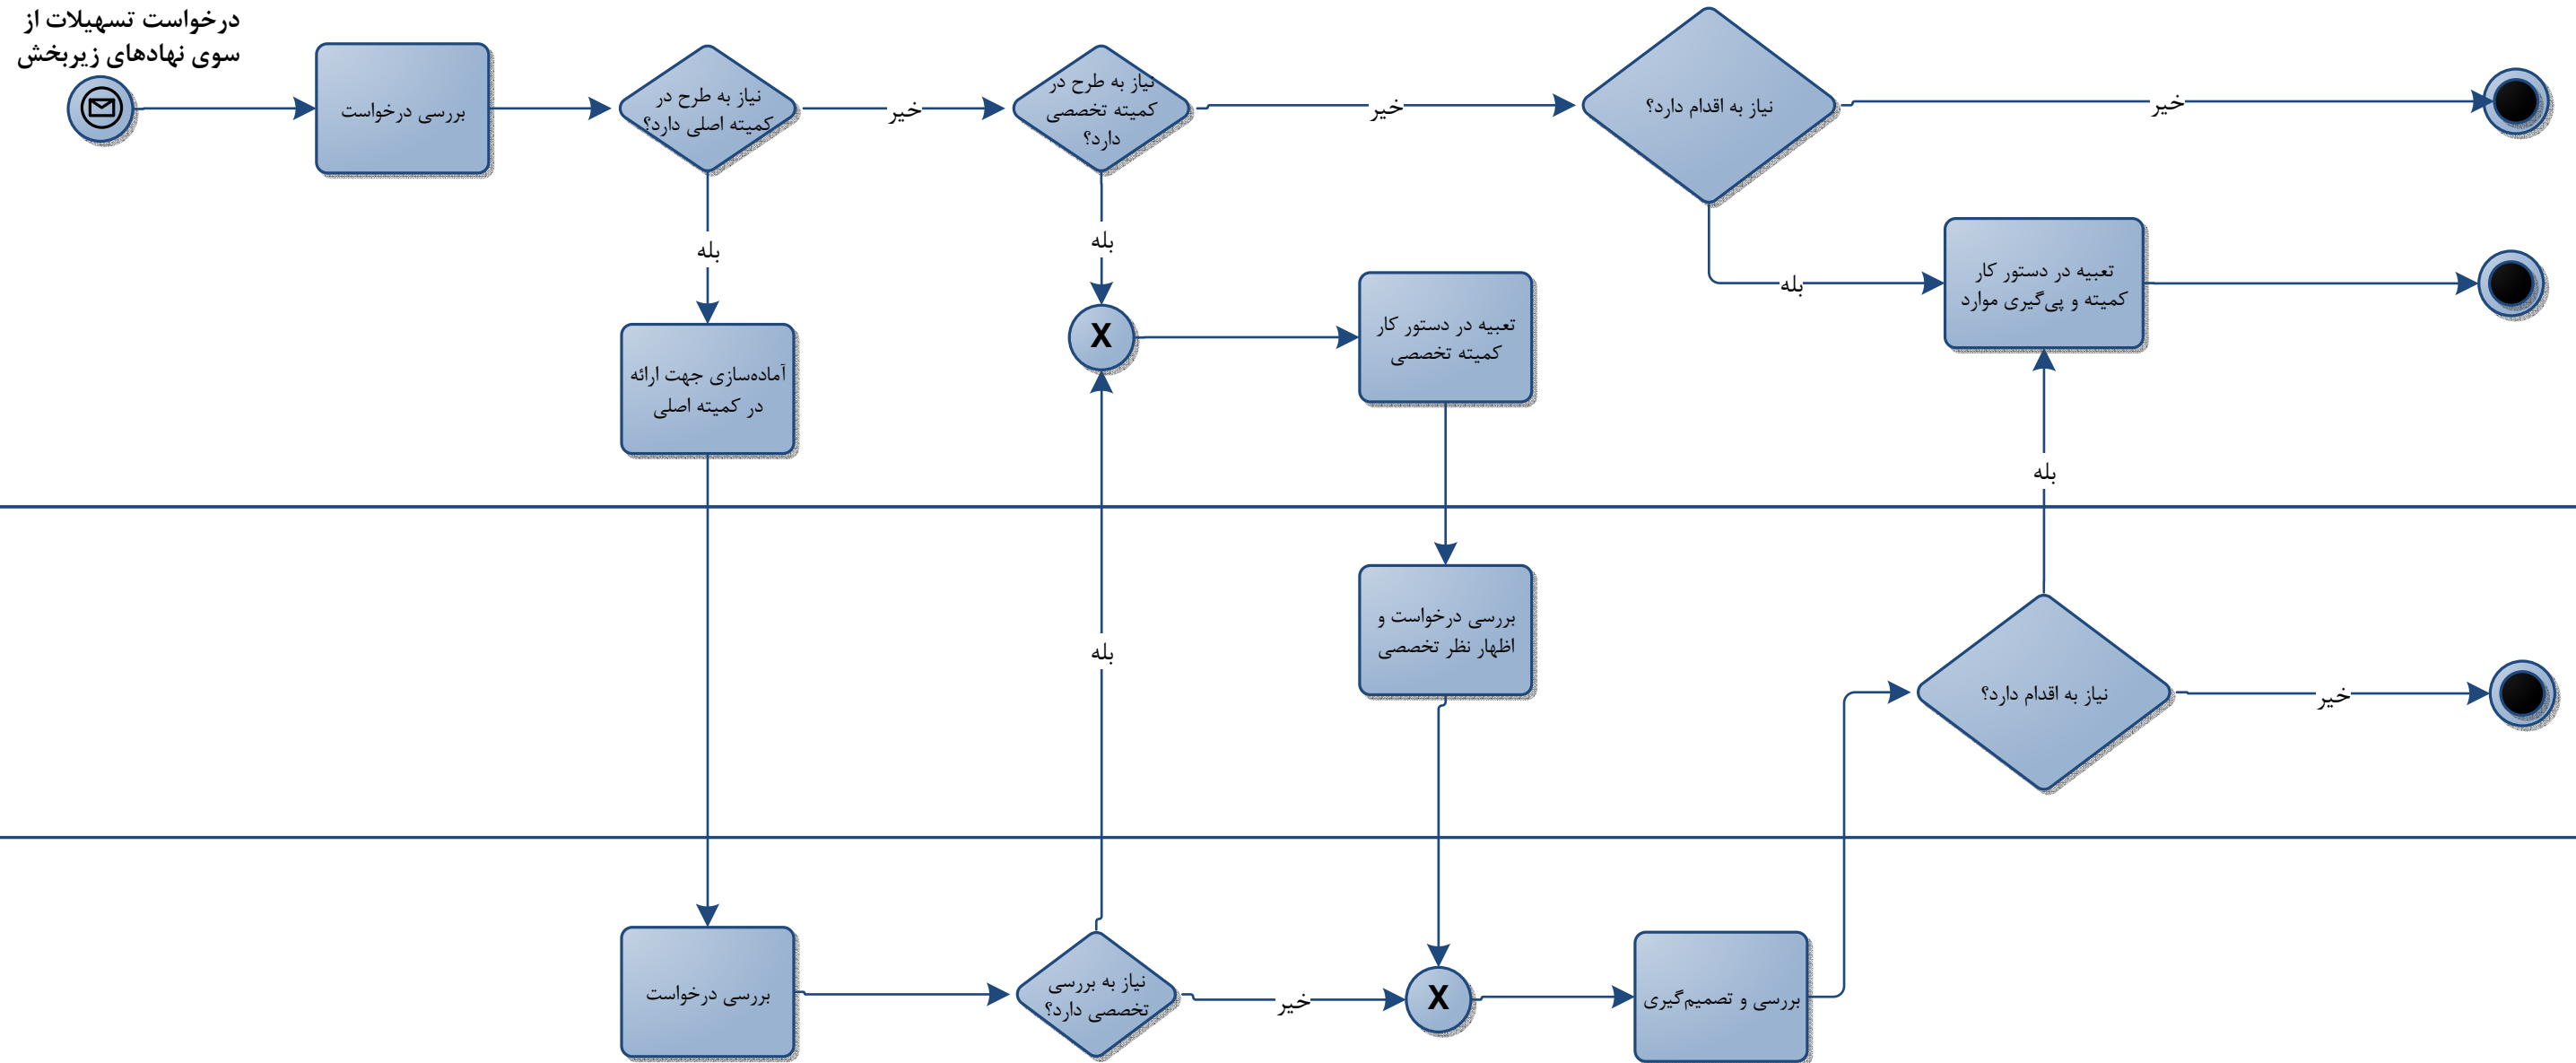 درخواست تسهیلات از
سوی نهادهای زیربخش
بررسی درخواست
نیاز به طرح در
کمیته اصلی دارد؟
خیر
نیاز به طرح در
کمیته تخصصی
دارد؟
خیر
نیاز به اقدام دارد؟
خیر
بله
بله
بله
تعبیه در دستور کار
کمیته و پی‌گیری موارد
X
تعبیه در دستور کار
کمیته تخصصی
آماده‌سازی جهت ارائه
در کمیته اصلی
بله
بررسی درخواست و
اظهار نظر تخصصی
بله
نیاز به اقدام دارد؟
خیر
بررسی درخواست
نیاز به بررسی
تخصصی دارد؟
خیر
X
بررسی و تصمیم‌گیری